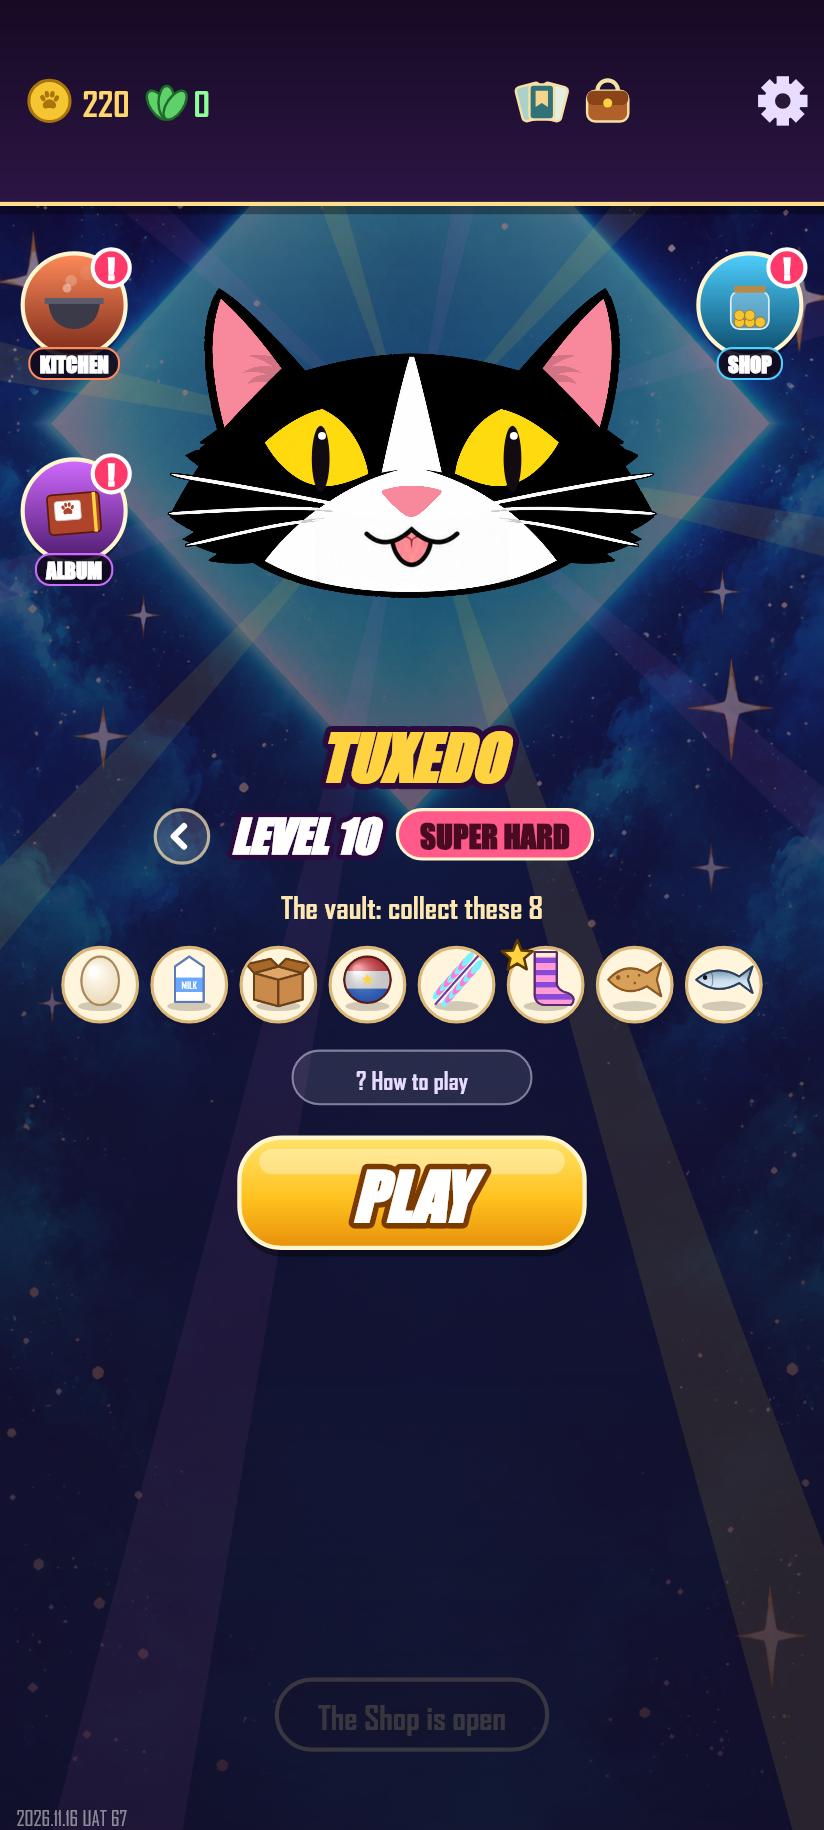 220
0
!
KITCHEN
!
SHOP
!
ALBUM
TUXEDO
LEVEL 10
SUPER HARD
The vault: collect these 8
MILK
? How to play
PLAY
The Shop is open
2026.11.16 UAT 67